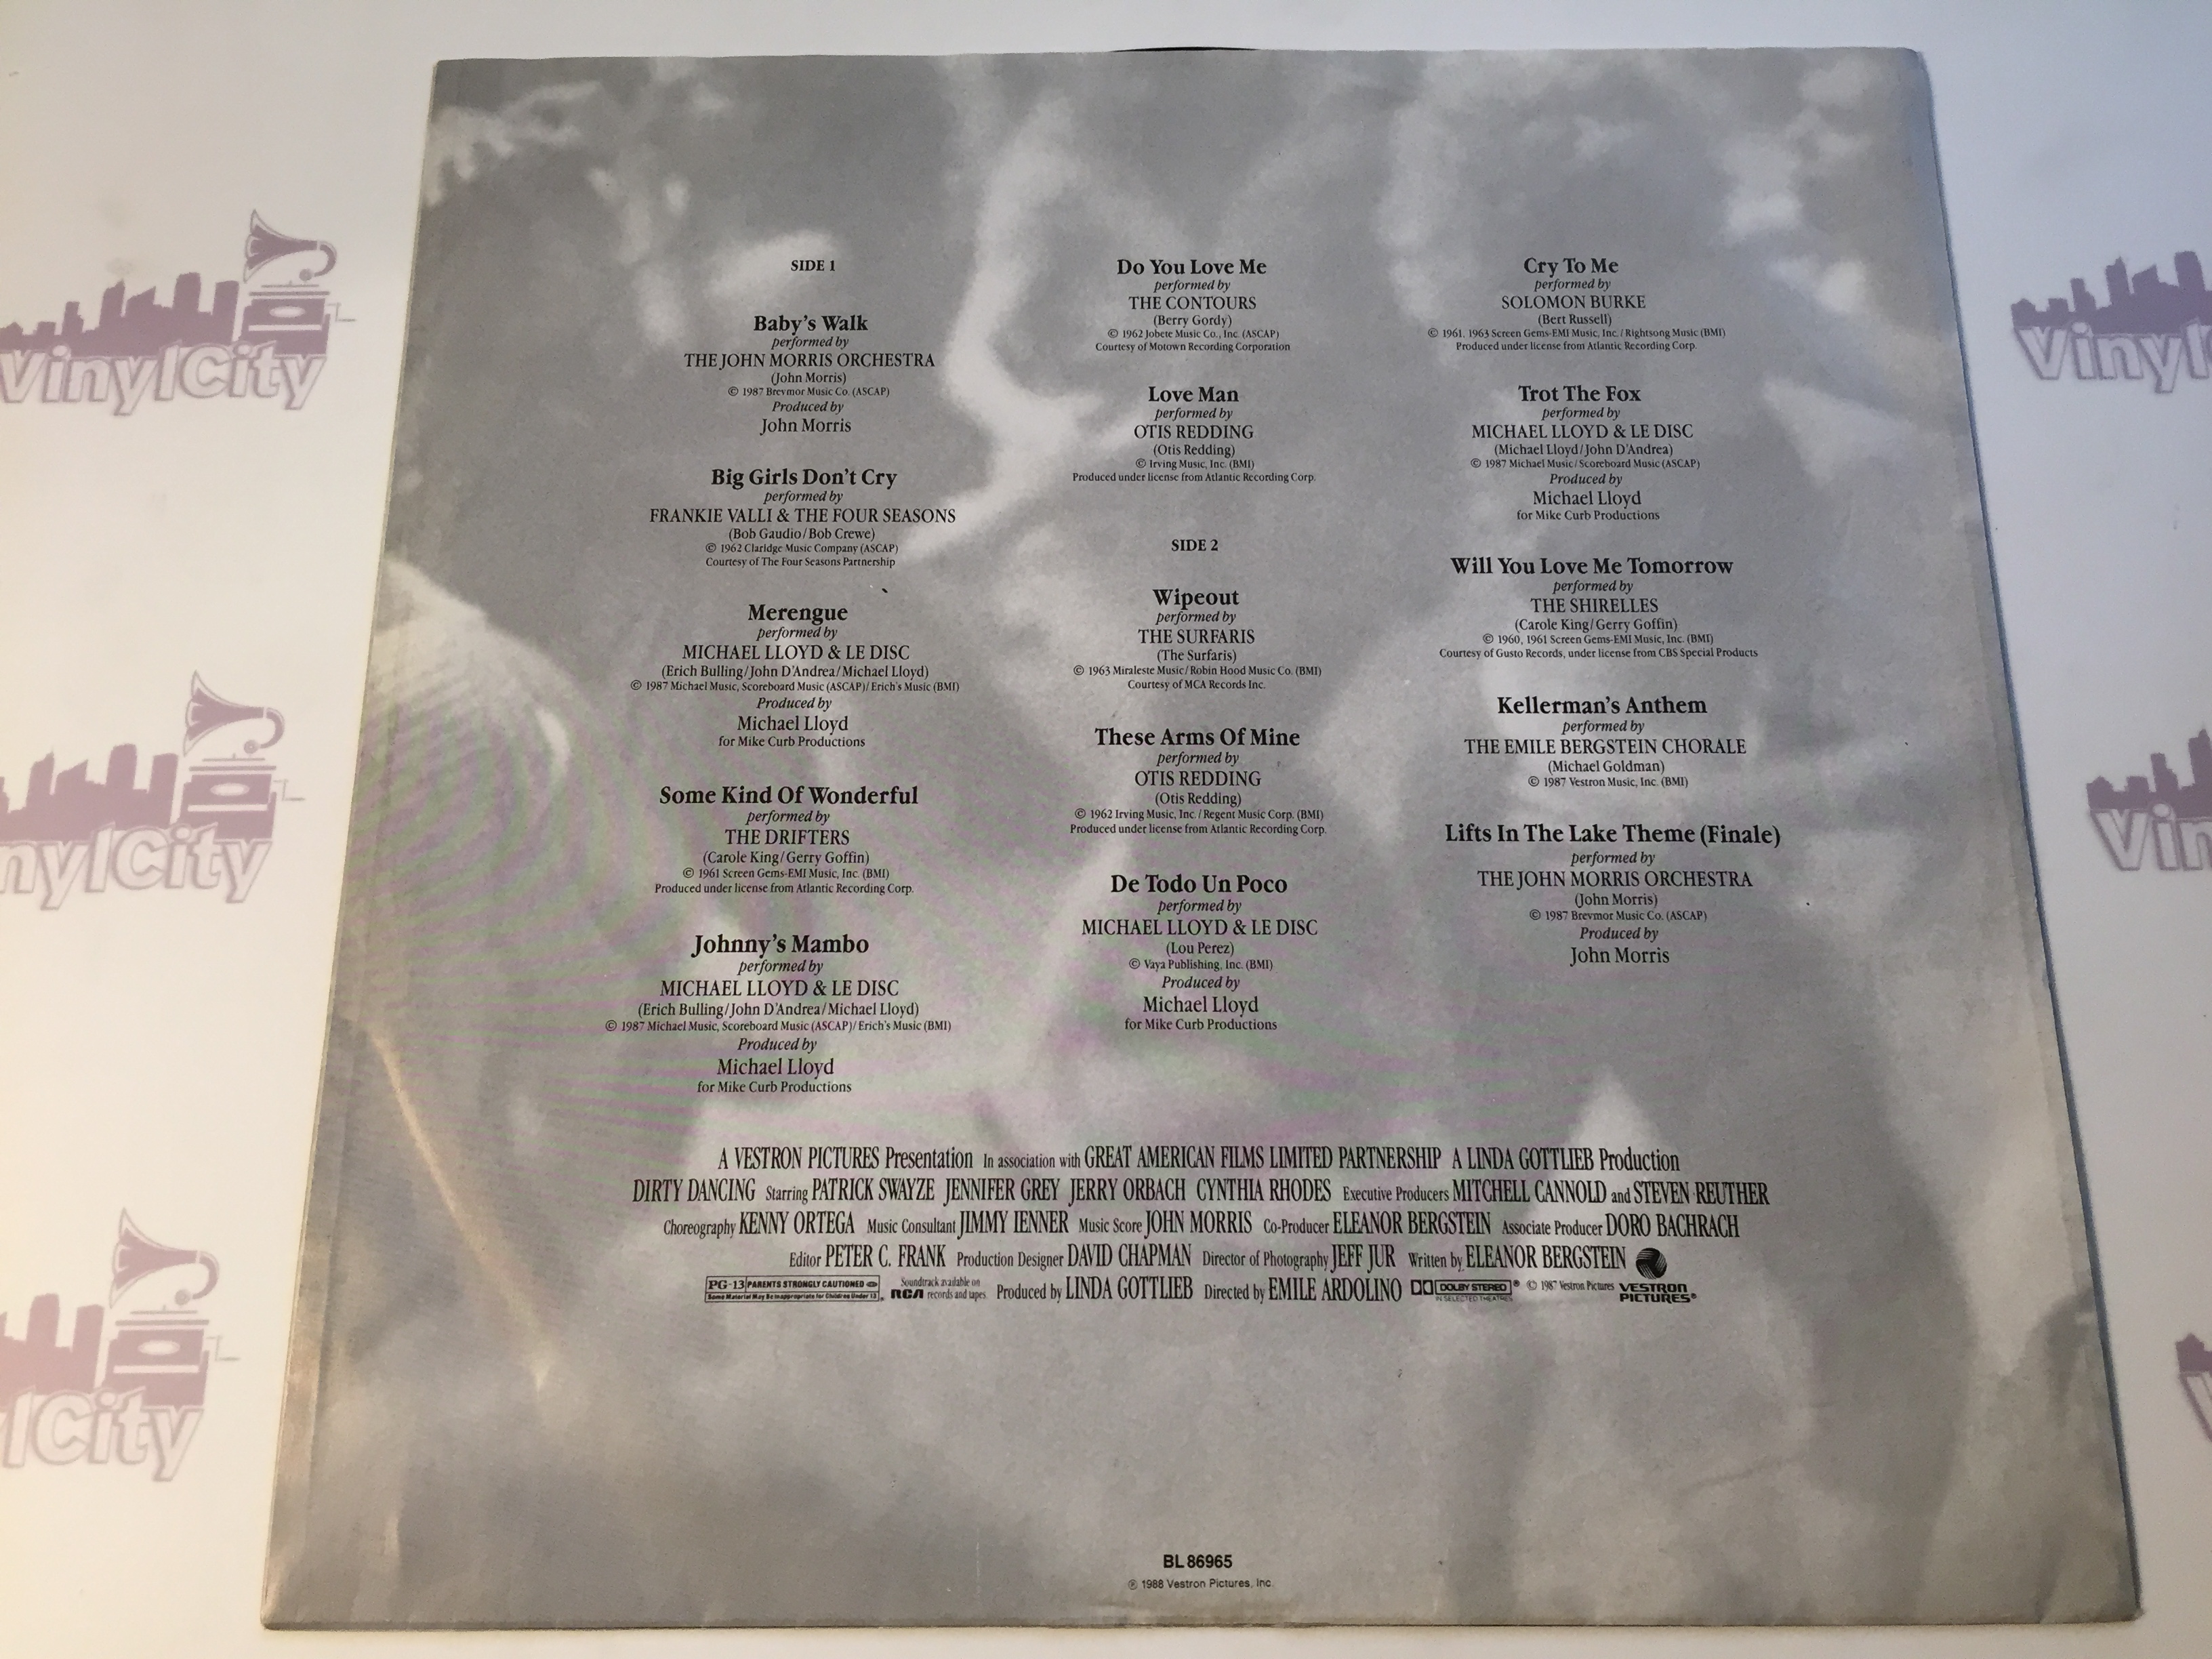 SIDE 1
Baby's Walk
performed by
THE JOHN MORRIS ORCHESTRA
(John Morris)
© 1987 Brevmor Music Co. (ASCAP)
Produced by
John Morris
Big Girls Don't Cry
performed by
FRANKIE VALLI & THE FOUR SEASONS
(Bob Gaudio/Bob Crewe)
© 1962 Claridge Music Company (ASCAP)
Courtesy of The Four Seasons Partnership
Merengue
performed by
MICHAEL LLOYD & LE DISC
(Erich Bulling/John D'Andrea/Michael Lloyd)
© 1987 Michael Music, Scoreboard Music (ASCAP)/Erich's Music (BMI)
Produced by
Michael Lloyd
for Mike Curb Productions
Some Kind Of Wonderful
performed by
THE DRIFTERS
(Carole King/Gerry Goffin)
© 1961 Screen Gems-EMI Music, Inc. (BMI)
Produced under license from Atlantic Recording Corp.
Johnny's Mambo
performed by
MICHAEL LLOYD & LE DISC
(Erich Bulling/John D'Andrea/Michael Lloyd)
© 1987 Michael Music, Scoreboard Music (ASCAP)/Erich's Music (BMI)
Produced by
Michael Lloyd
for Mike Curb Productions
Do You Love Me
performed by
THE CONTOURS
(Berry Gordy)
© 1962 Jobete Music Co., Inc. (ASCAP)
Courtesy of Motown Recording Corporation
Love Man
performed by
OTIS REDDING
(Otis Redding)
© Irving Music, Inc. (BMI)
Produced under license from Atlantic Recording Corp.
SIDE 2
Wipeout
performed by
THE SURFARIS
(The Surfaris)
© 1963 Miraleste Music/Robin Hood Music Co. (BMI)
Courtesy of MCA Records Inc.
These Arms Of Mine
performed by
OTIS REDDING
(Otis Redding)
© 1962 Irving Music, Inc./Regent Music Corp. (BMI)
Produced under license from Atlantic Recording Corp.
De Todo Un Poco
performed by
MICHAEL LLOYD & LE DISC
(Lou Perez)
© Vaya Publishing, Inc. (BMI)
Produced by
Michael Lloyd
for Mike Curb Productions
Cry To Me
performed by
SOLOMON BURKE
(Bert Russell)
© 1961, 1963 Screen Gems-EMI Music, Inc./Rightsong Music (BMI)
Produced under license from Atlantic Recording Corp.
Trot The Fox
performed by
MICHAEL LLOYD & LE DISC
(Michael Lloyd/John D'Andrea)
© 1987 Michael Music/Scoreboard Music (ASCAP)
Produced by
Michael Lloyd
for Mike Curb Productions
Will You Love Me Tomorrow
performed by
THE SHIRELLES
(Carole King/Gerry Goffin)
© 1960, 1961 Screen Gems-EMI Music, Inc. (BMI)
Courtesy of Gusto Records, under license from CBS Special Products
Kellerman's Anthem
performed by
THE EMILE BERGSTEIN CHORALE
(Michael Goldman)
© 1987 Vestron Music, Inc. (BMI)
Lifts In The Lake Theme (Finale)
performed by
THE JOHN MORRIS ORCHESTRA
(John Morris)
© 1987 Brevmor Music Co. (ASCAP)
Produced by
John Morris
A VESTRON PICTURES Presentation In association with GREAT AMERICAN FILMS LIMITED PARTNERSHIP A LINDA GOTTLIEB Production
DIRTY DANCING Starring PATRICK SWAYZE JENNIFER GREY JERRY ORBACH CYNTHIA RHODES Executive Producers MITCHELL CANNOLD and STEVEN REUTHER
Choreography KENNY ORTEGA Music Consultant JIMMY IENNER Music Score JOHN MORRIS Co-Producer ELEANOR BERGSTEIN Associate Producer DORO BACHRACH
Editor PETER C. FRANK Production Designer DAVID CHAPMAN Director of Photography JEFF JUR Written by ELEANOR BERGSTEIN
PG-13 PARENTS STRONGLY CAUTIONED
Some Material May Be Inappropriate for Children Under 13
Soundtrack available on
RCA records and tapes
Produced by LINDA GOTTLIEB Directed by EMILE ARDOLINO
DOLBY STEREO®
IN SELECTED THEATRES
© 1987 Vestron Pictures
VESTRON
PICTURES®
BL 86965
℗ 1988 Vestron Pictures, Inc.
VinylCity
Vinyl
nylCity
Vin
lCity